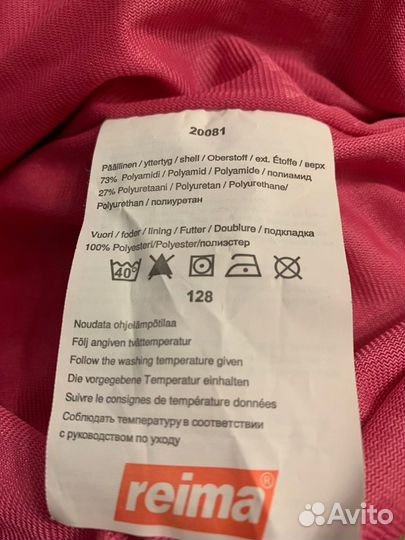 20081
Päällinen / yttertyg / shell / Oberstoff / ext. Étoffe / верх
73% Polyamidi / Polyamid / Polyamide / полиамид
27% Polyuretaani / Polyuretan / Polyurethane/
Polyurethan / полиуретан
Vuori / foder / lining / Futter / Doublure / подкладка
100% Polyesteri/Polyester/полиэстер
40°
128
Noudata ohjelämpötilaa
Följ angiven tvättemperatur
Follow the washing temperature given
Die vorgegebene Temperatur einhalten
Suivre le consignes de température données
Соблюдать температуру в соответствии
с руководством по уходу
reima®
Avito